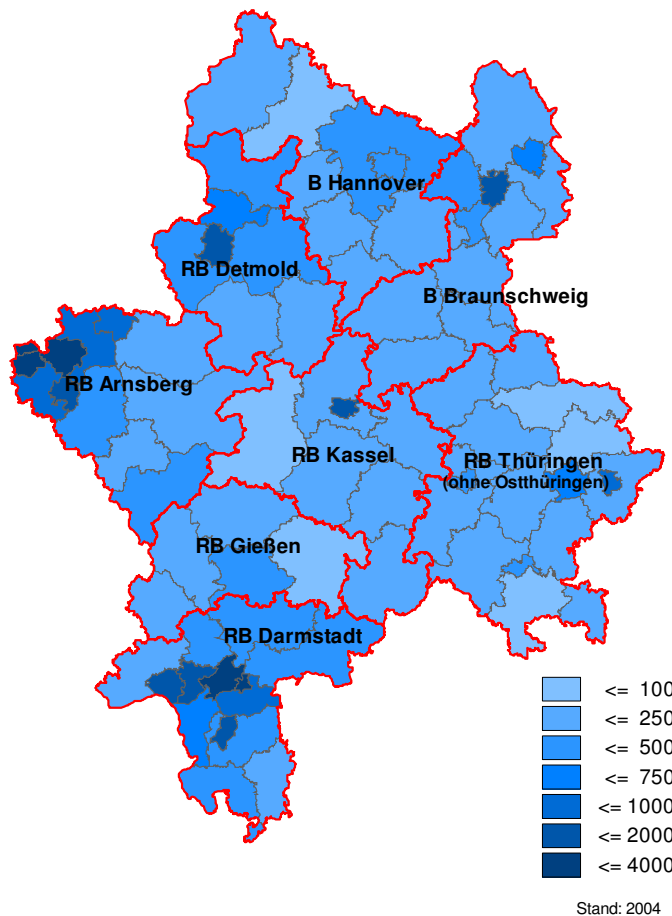 B Hannover
RB Detmold
B Braunschweig
RB Arnsberg
RB Kassel
RB Thüringen
(ohne Ostthüringen)
RB Gießen
RB Darmstadt
<= 100
<= 250
<= 500
<= 750
<= 1000
<= 2000
<= 4000
Stand: 2004